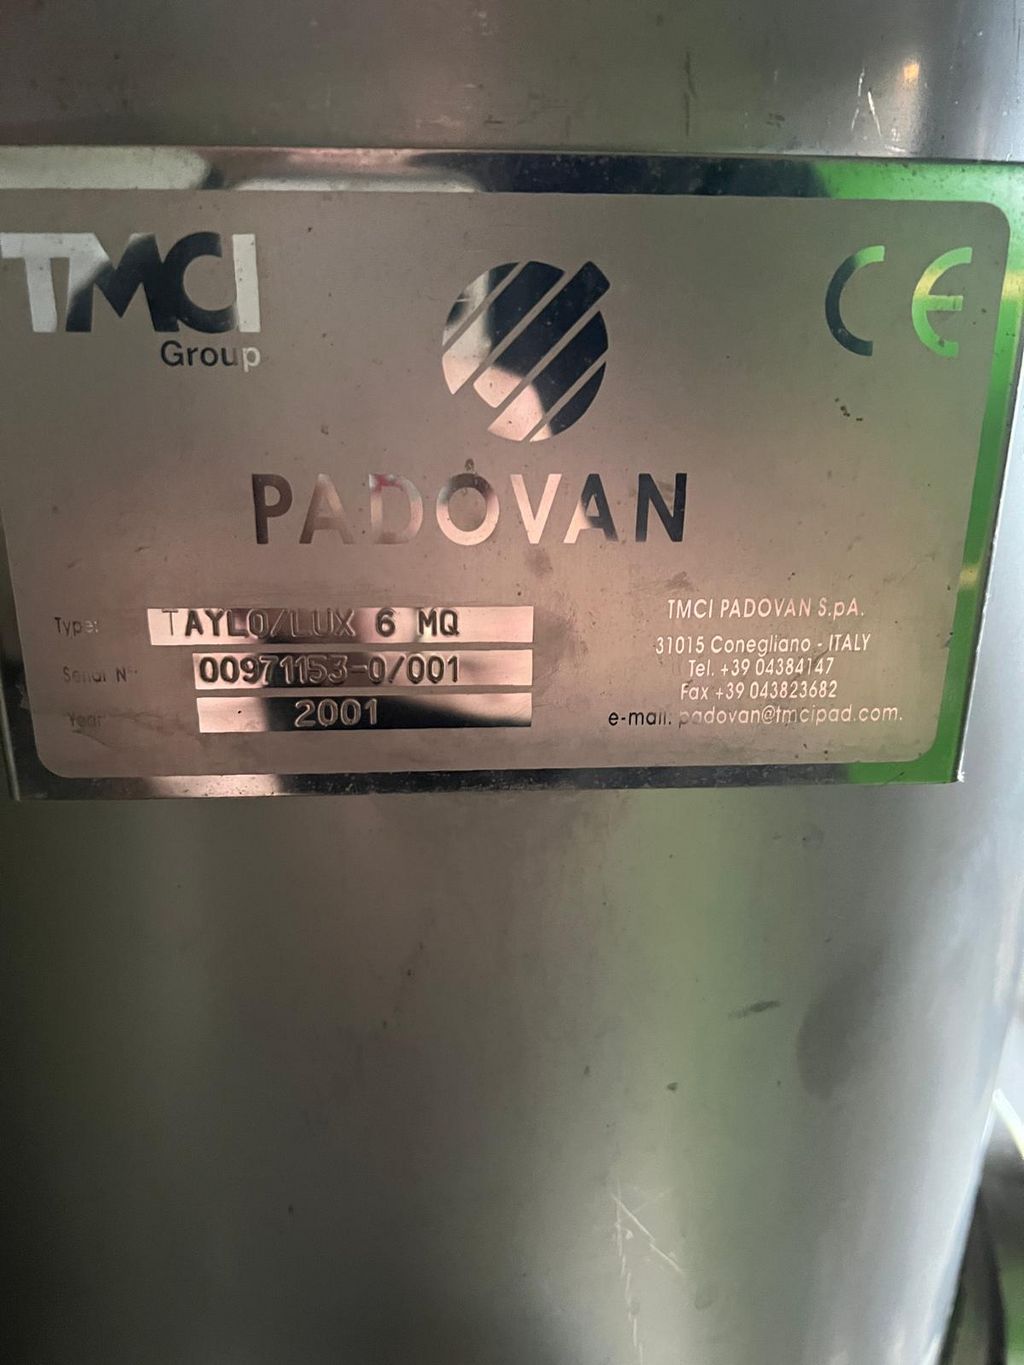 TMCI
Group
CE
PADOVAN
Type: TAYLO/LUX 6 MQ
Serial N° 00971153-0/001
Year 2001
TMCI PADOVAN S.p.A.
31015 Conegliano - ITALY
Tel. +39 04384147
Fax +39 043823682
e-mail: padovan@tmcipad.com.